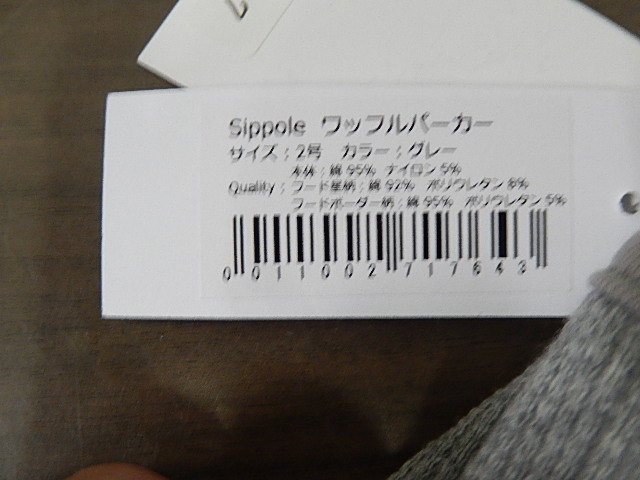 Sippole ワッフルパーカー
サイズ：2号 カラー：グレー
本体：綿 95% ナイロン 5%
Quality：フード星柄：綿 92% ポリウレタン 8%
フードボーダー柄：綿 95% ポリウレタン 5%
0 011002 717643